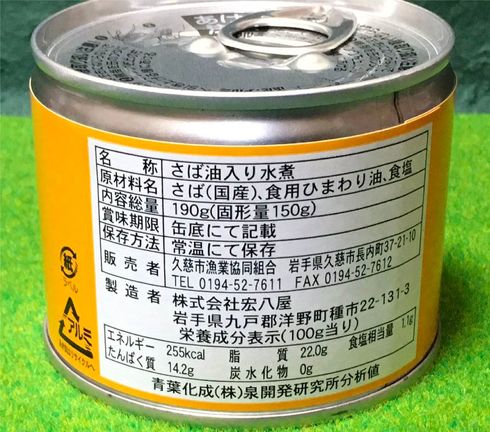 あけ
名称 さば油入り水煮
原材料名 さば(国産)、食用ひまわり油、食塩
内容総量 190g(固形量150g)
賞味期限 缶底にて記載
保存方法 常温にて保存
販売者 久慈市漁業協同組合 岩手県久慈市長内町37-21-10
TEL 0194-52-7611 FAX 0194-52-7612
製造者 株式会社宏八屋
岩手県九戸郡洋野町種市22-131-3
栄養成分表示(100g当り)
エネルギー 255kcal 脂質 22.0g 食塩相当量 1.1g
たんぱく質 14.2g 炭水化物 0g
青葉化成(株)泉開発研究所分析値
紙
ラベル
アルミ